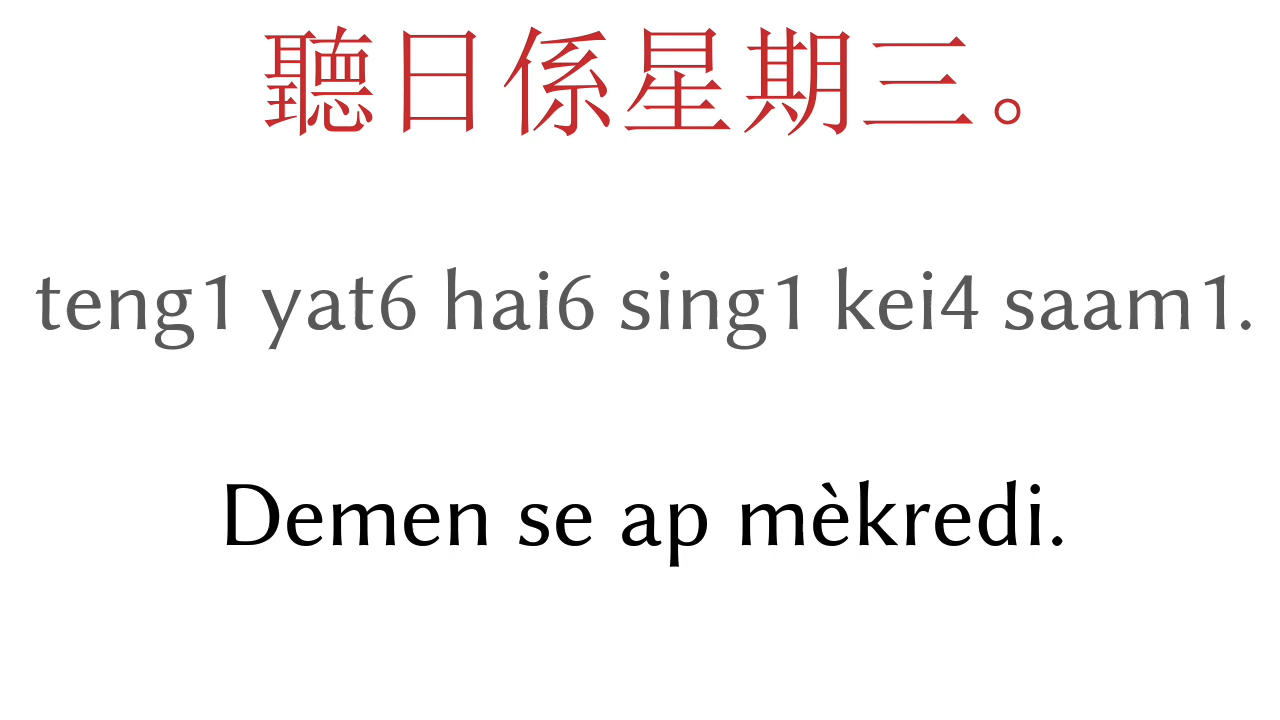 聽日係星期三。
teng1 yat6 hai6 sing1 kei4 saam1.
Demen se ap mèkredi.